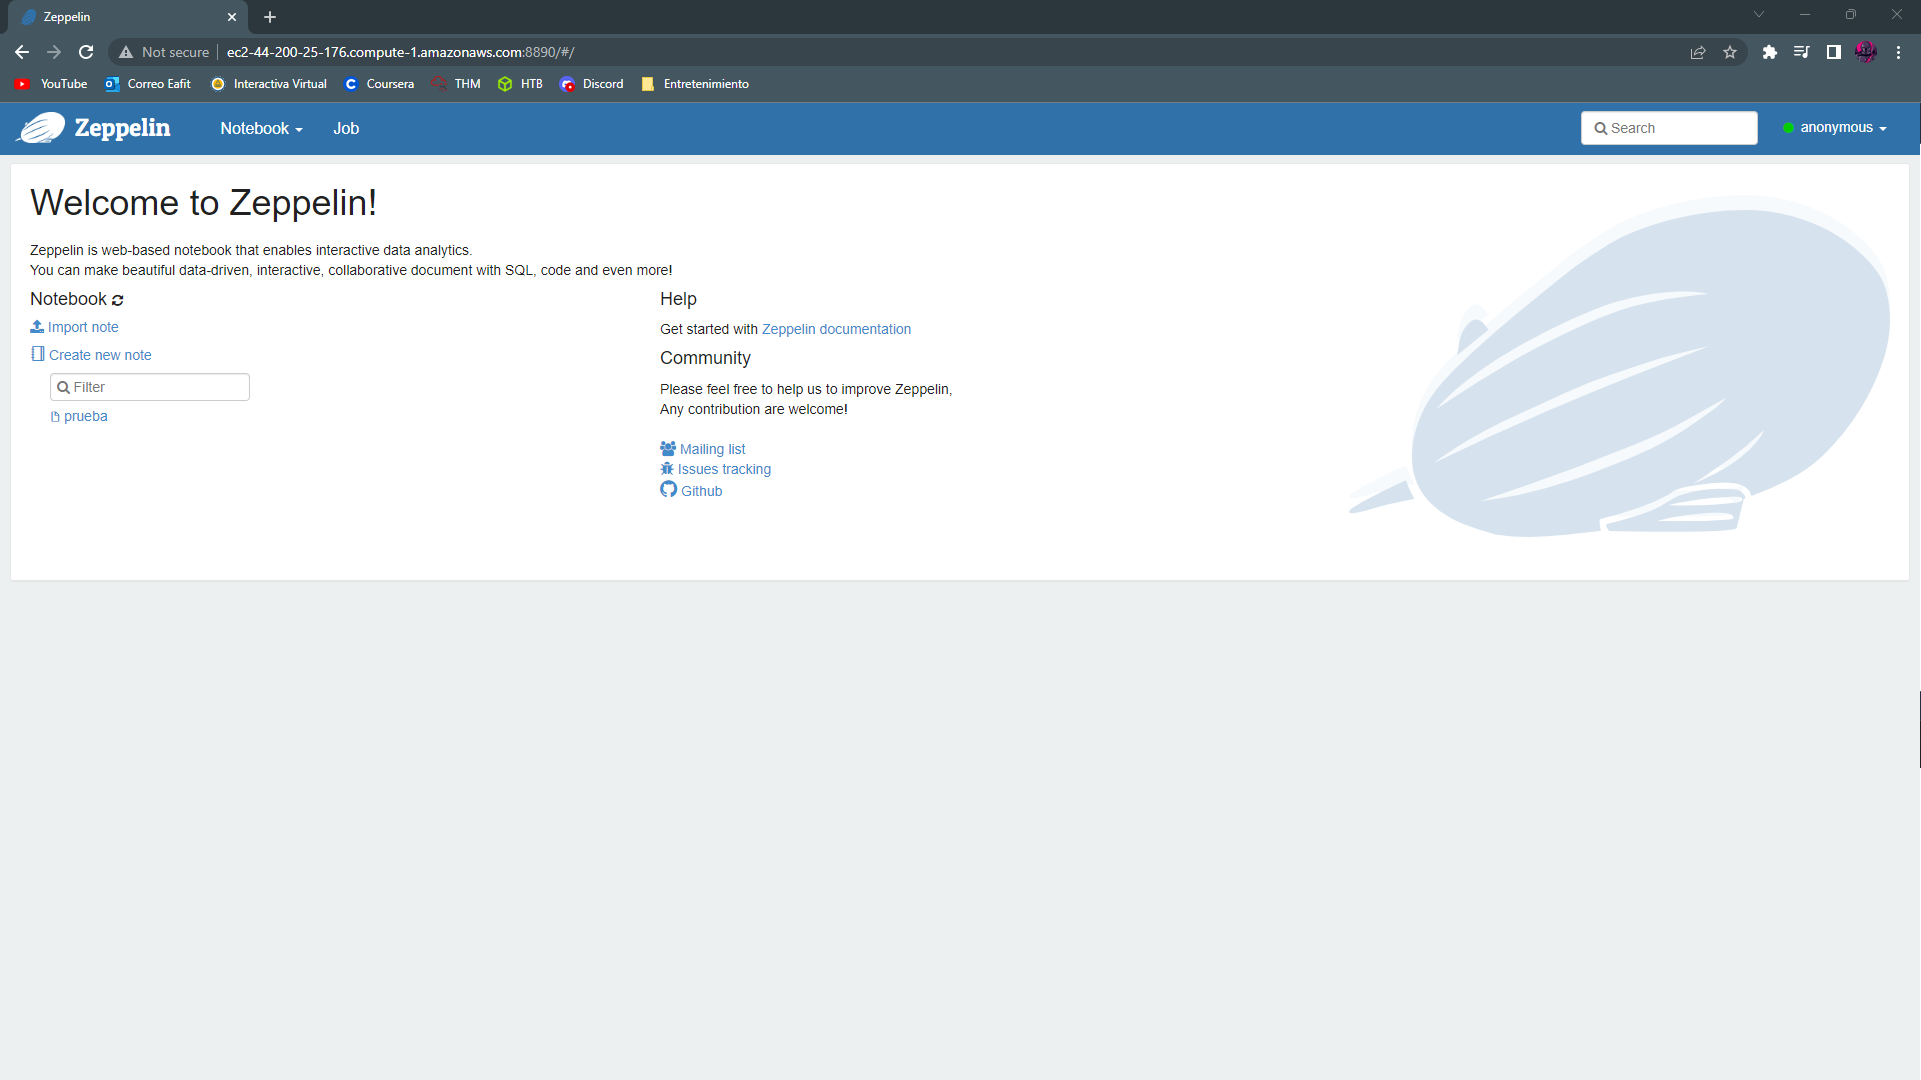 Zeppelin
Not secure ec2-44-200-25-176.compute-1.amazonaws.com:8890/#/
YouTube Correo Eafit Interactiva Virtual Coursera THM HTB Discord Entretenimiento
Zeppelin Notebook Job Search anonymous
Welcome to Zeppelin!
Zeppelin is web-based notebook that enables interactive data analytics.
You can make beautiful data-driven, interactive, collaborative document with SQL, code and even more!
Notebook
Import note
Create new note
Filter
prueba
Help
Get started with Zeppelin documentation
Community
Please feel free to help us to improve Zeppelin,
Any contribution are welcome!
Mailing list
Issues tracking
Github